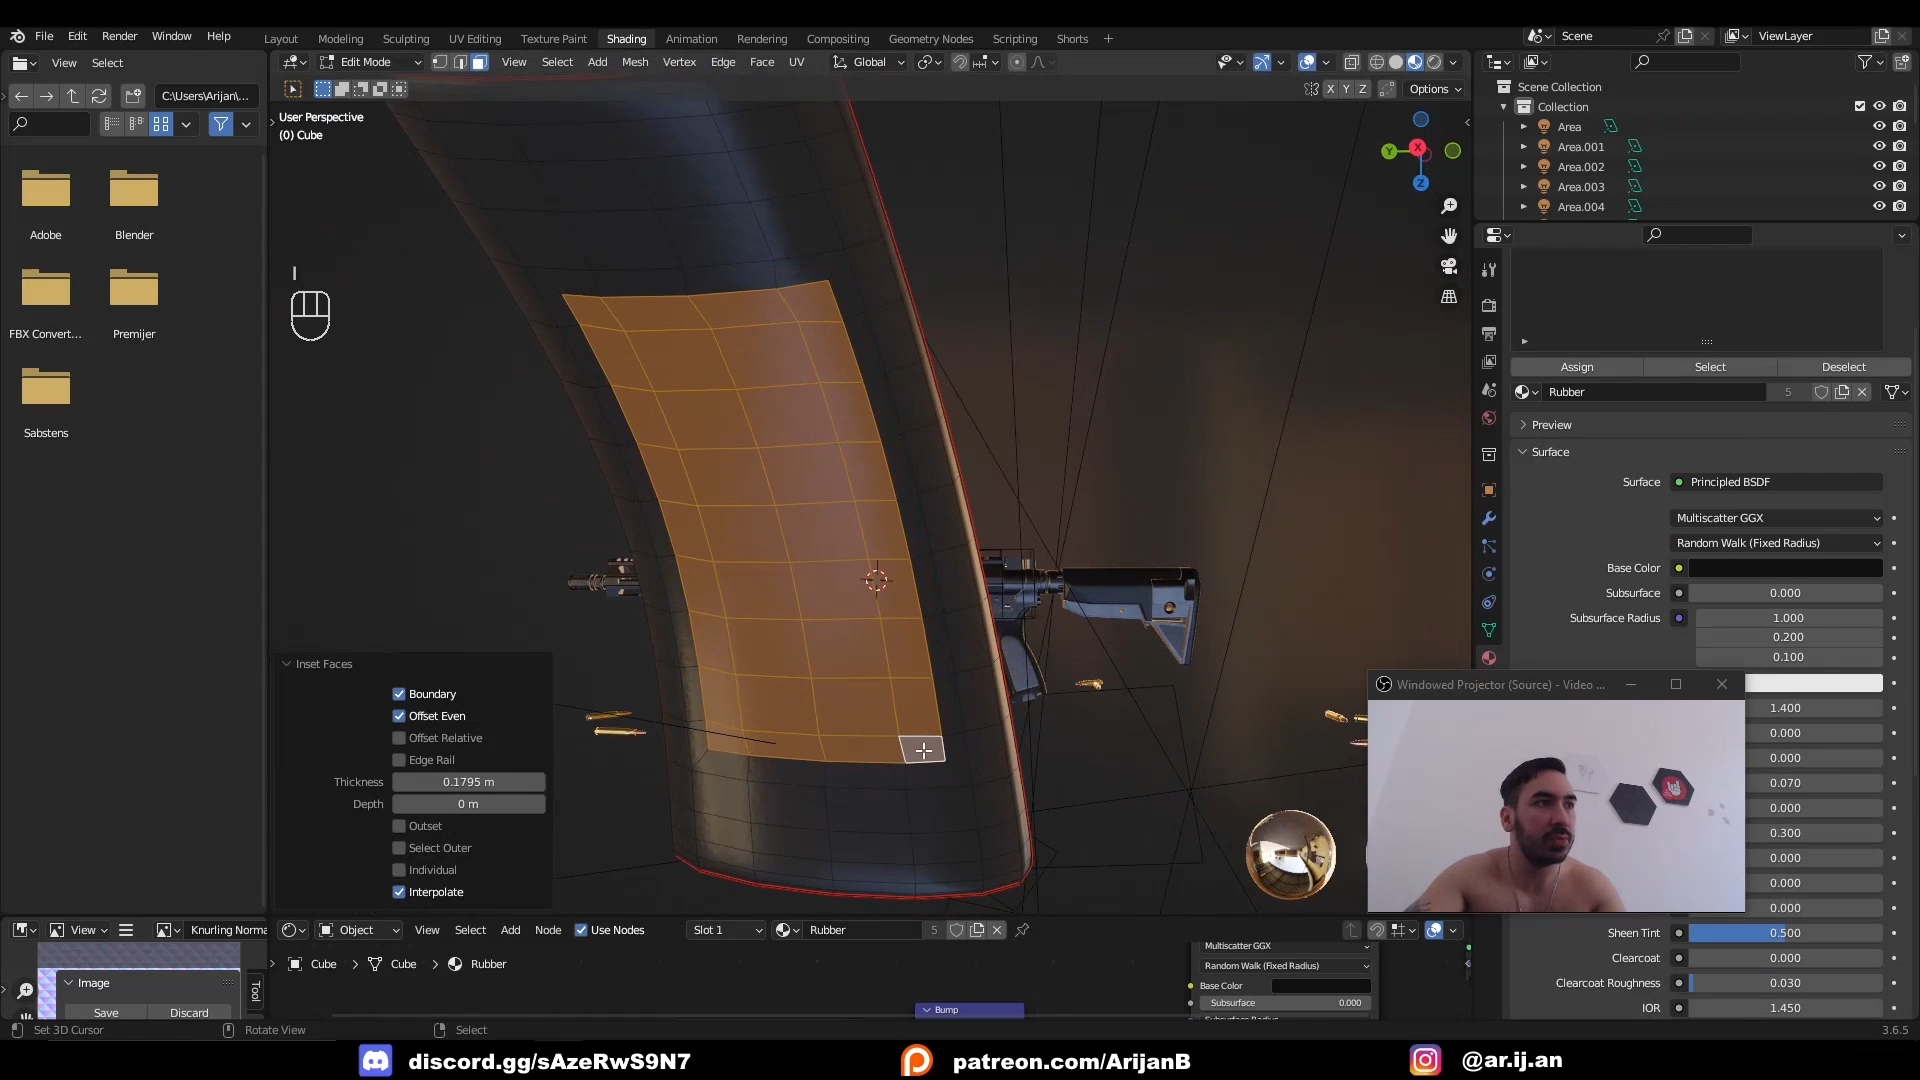 File Edit Render Window Help
Layout Modeling Sculpting UV Editing Texture Paint Shading Animation Rendering Compositing Geometry Nodes Scripting Shorts +
Scene
ViewLayer
View Select
Edit Mode
View Select Add Mesh Vertex Edge Face UV
Global
C:\Users\Arijan\...
X Y Z
Options
User Perspective
(0) Cube
Y X Z
Scene Collection
Collection
Area
Area.001
Area.002
Area.003
Area.004
Adobe
Blender
FBX Convert...
Premijer
Sabstens
I
Assign Select Deselect
Rubber 5
Preview
Surface
Surface Principled BSDF
Multiscatter GGX
Random Walk (Fixed Radius)
Base Color
Subsurface 0.000
Subsurface Radius 1.000
0.200
0.100
Windowed Projector (Source) - Video ...
1.400
0.000
0.000
0.070
0.000
0.300
0.000
0.000
0.000
Sheen Tint 0.500
Clearcoat 0.000
Clearcoat Roughness 0.030
IOR 1.450
Inset Faces
Boundary
Offset Even
Offset Relative
Edge Rail
Thickness 0.1795 m
Depth 0 m
Outset
Select Outer
Individual
Interpolate
View
Knurling Norma
Object View Select Add Node Use Nodes Slot 1 Rubber 5
Cube > Cube > Rubber
Image
Save Discard
Tool
Bump
Multiscatter GGX
Random Walk (Fixed Radius)
Base Color
Subsurface 0.000
Set 3D Cursor Rotate View Select
3.6.5
discord.gg/sAzeRwS9N7 patreon.com/ArijanB @ar.ij.an